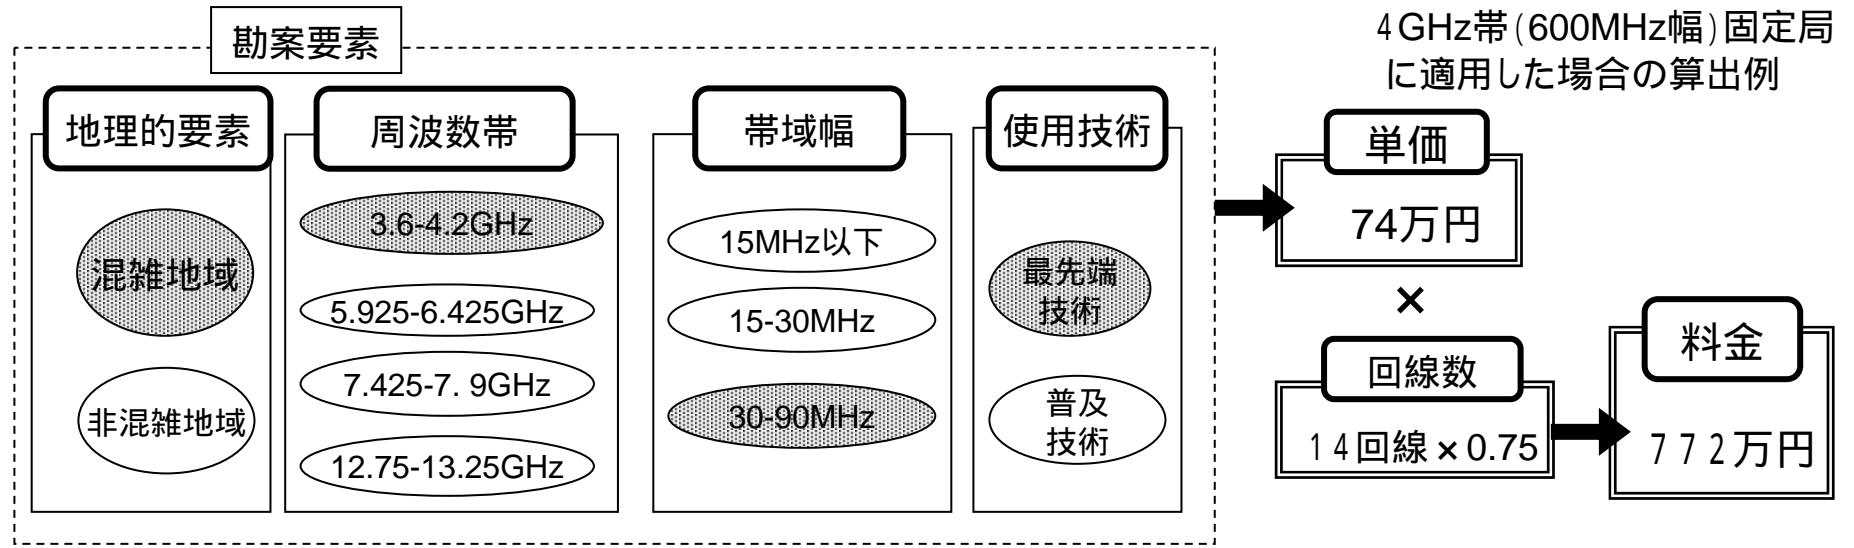 勘案要素
4GHz帯(600MHz幅)固定局
に適用した場合の算出例
地理的要素
混雑地域
非混雑地域
周波数帯
3.6-4.2GHz
5.925-6.425GHz
7.425-7. 9GHz
12.75-13.25GHz
帯域幅
15MHz以下
15-30MHz
30-90MHz
使用技術
最先端
技術
普及
技術
単価
74万円
×
回線数
14回線×0.75
料金
772万円